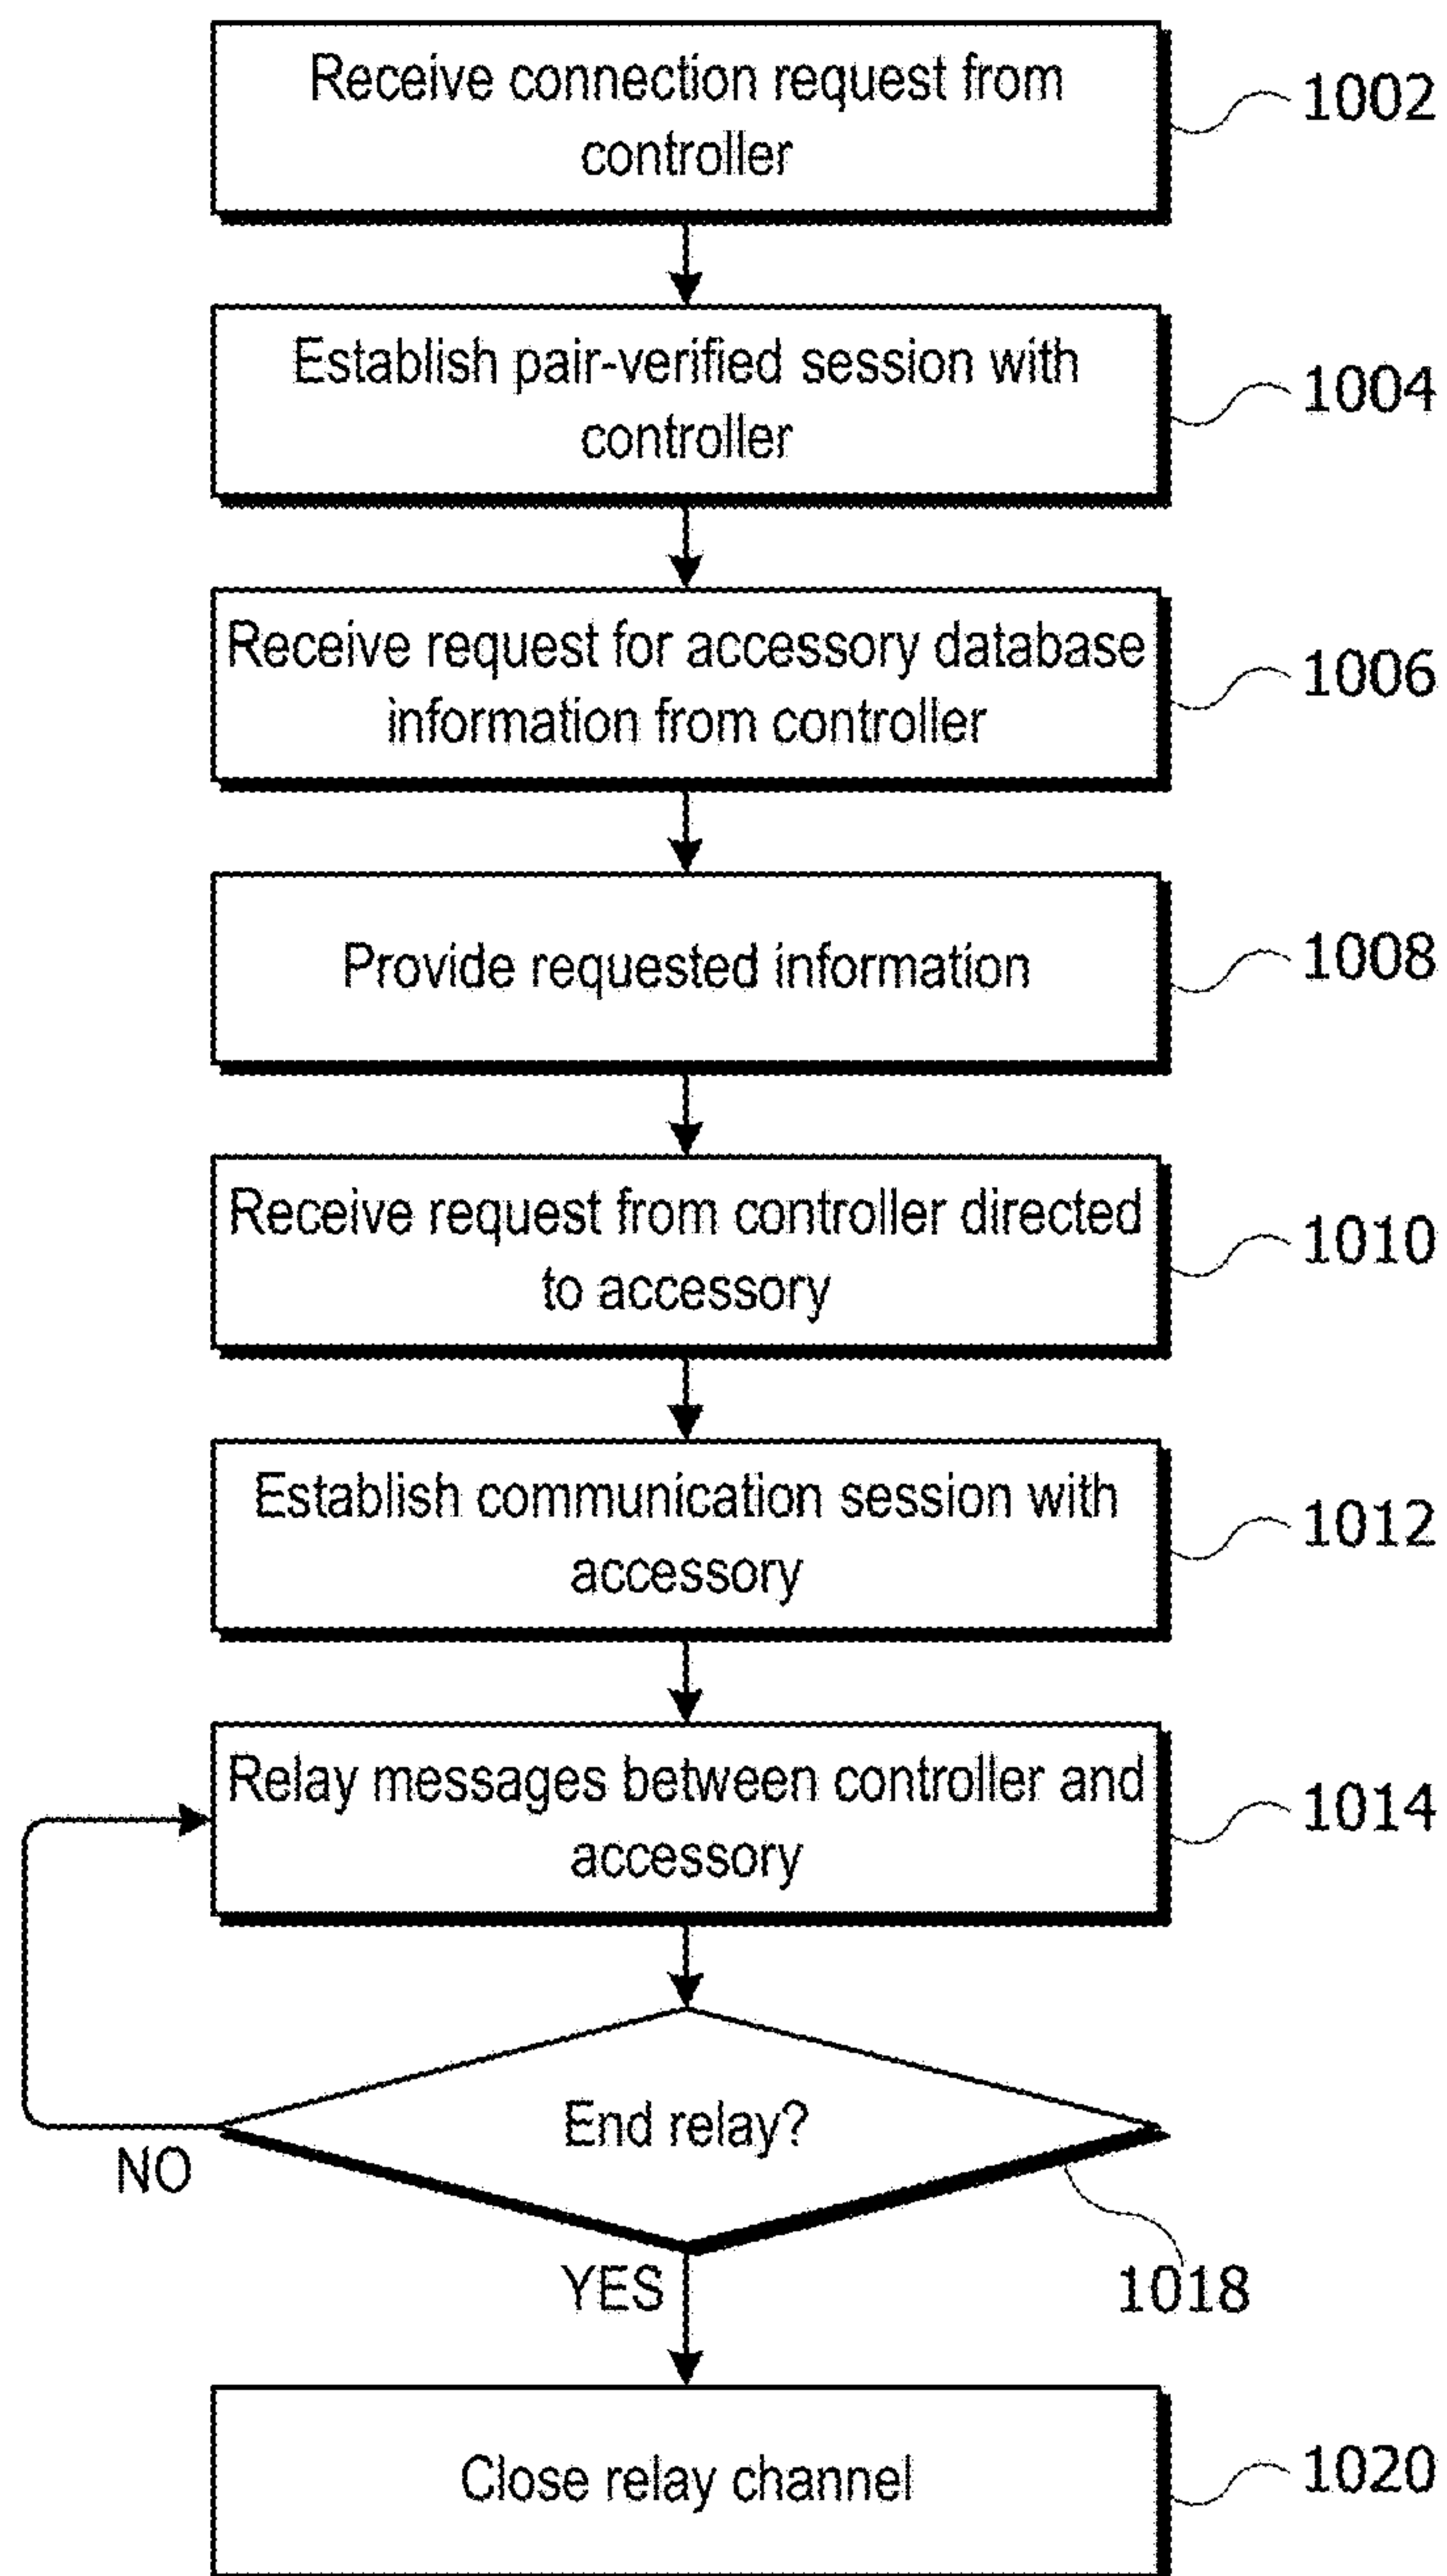 Receive connection request from
controller
1002
Establish pair-verified session with
controller
1004
Receive request for accessory database
information from controller
1006
Provide requested information
1008
Receive request from controller directed
to accessory
1010
Establish communication session with
accessory
1012
Relay messages between controller and
accessory
1014
End relay?
NO
YES
1018
Close relay channel
1020